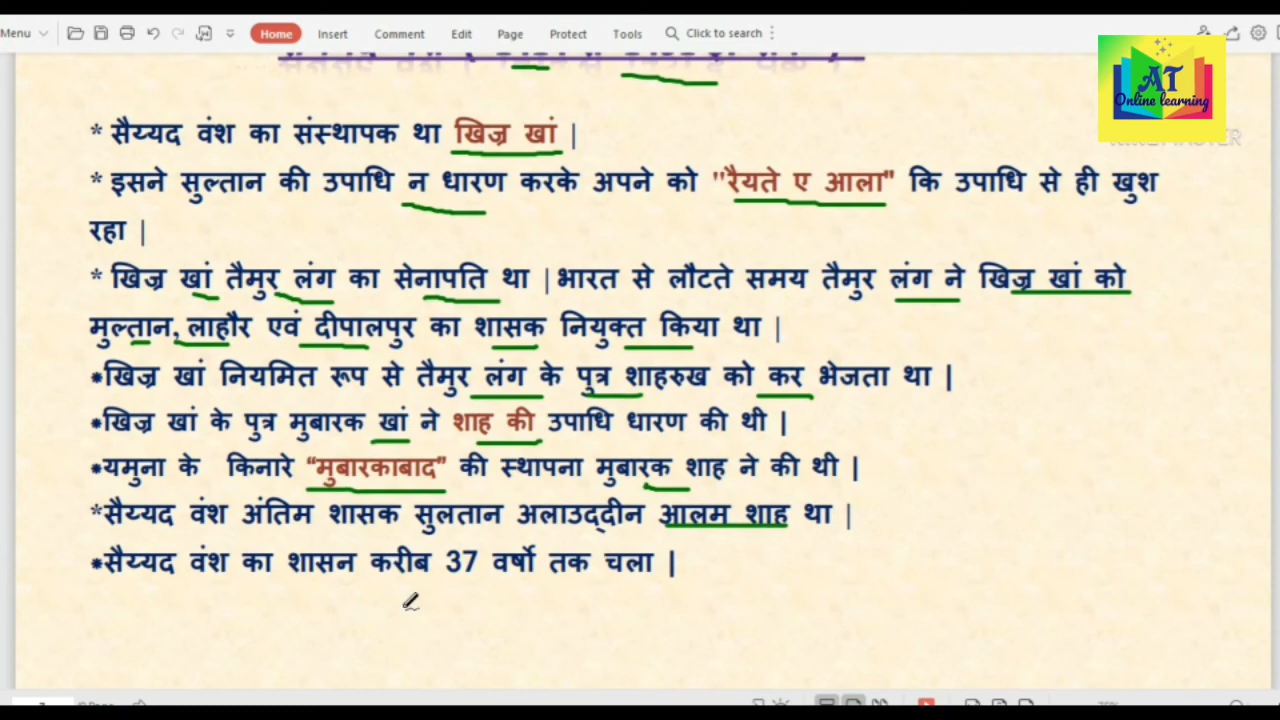 Menu Home Insert Comment Edit Page Protect Tools Click to search
AT
Online learning
* सैय्यद वंश का संस्थापक था खिज्र खां |
* इसने सुल्तान की उपाधि न धारण करके अपने को "रैयते ए आला" कि उपाधि से ही खुश
रहा |
* खिज्र खां तैमुर लंग का सेनापति था |भारत से लौटते समय तैमुर लंग ने खिज्र खां को
मुल्तान, लाहौर एवं दीपालपुर का शासक नियुक्त किया था |
*खिज्र खां नियमित रूप से तैमुर लंग के पुत्र शाहरुख को कर भेजता था |
*खिज्र खां के पुत्र मुबारक खां ने शाह की उपाधि धारण की थी |
*यमुना के किनारे “मुबारकाबाद” की स्थापना मुबारक शाह ने की थी |
*सैय्यद वंश अंतिम शासक सुलतान अलाउद्दीन आलम शाह था |
*सैय्यद वंश का शासन करीब 37 वर्षो तक चला |